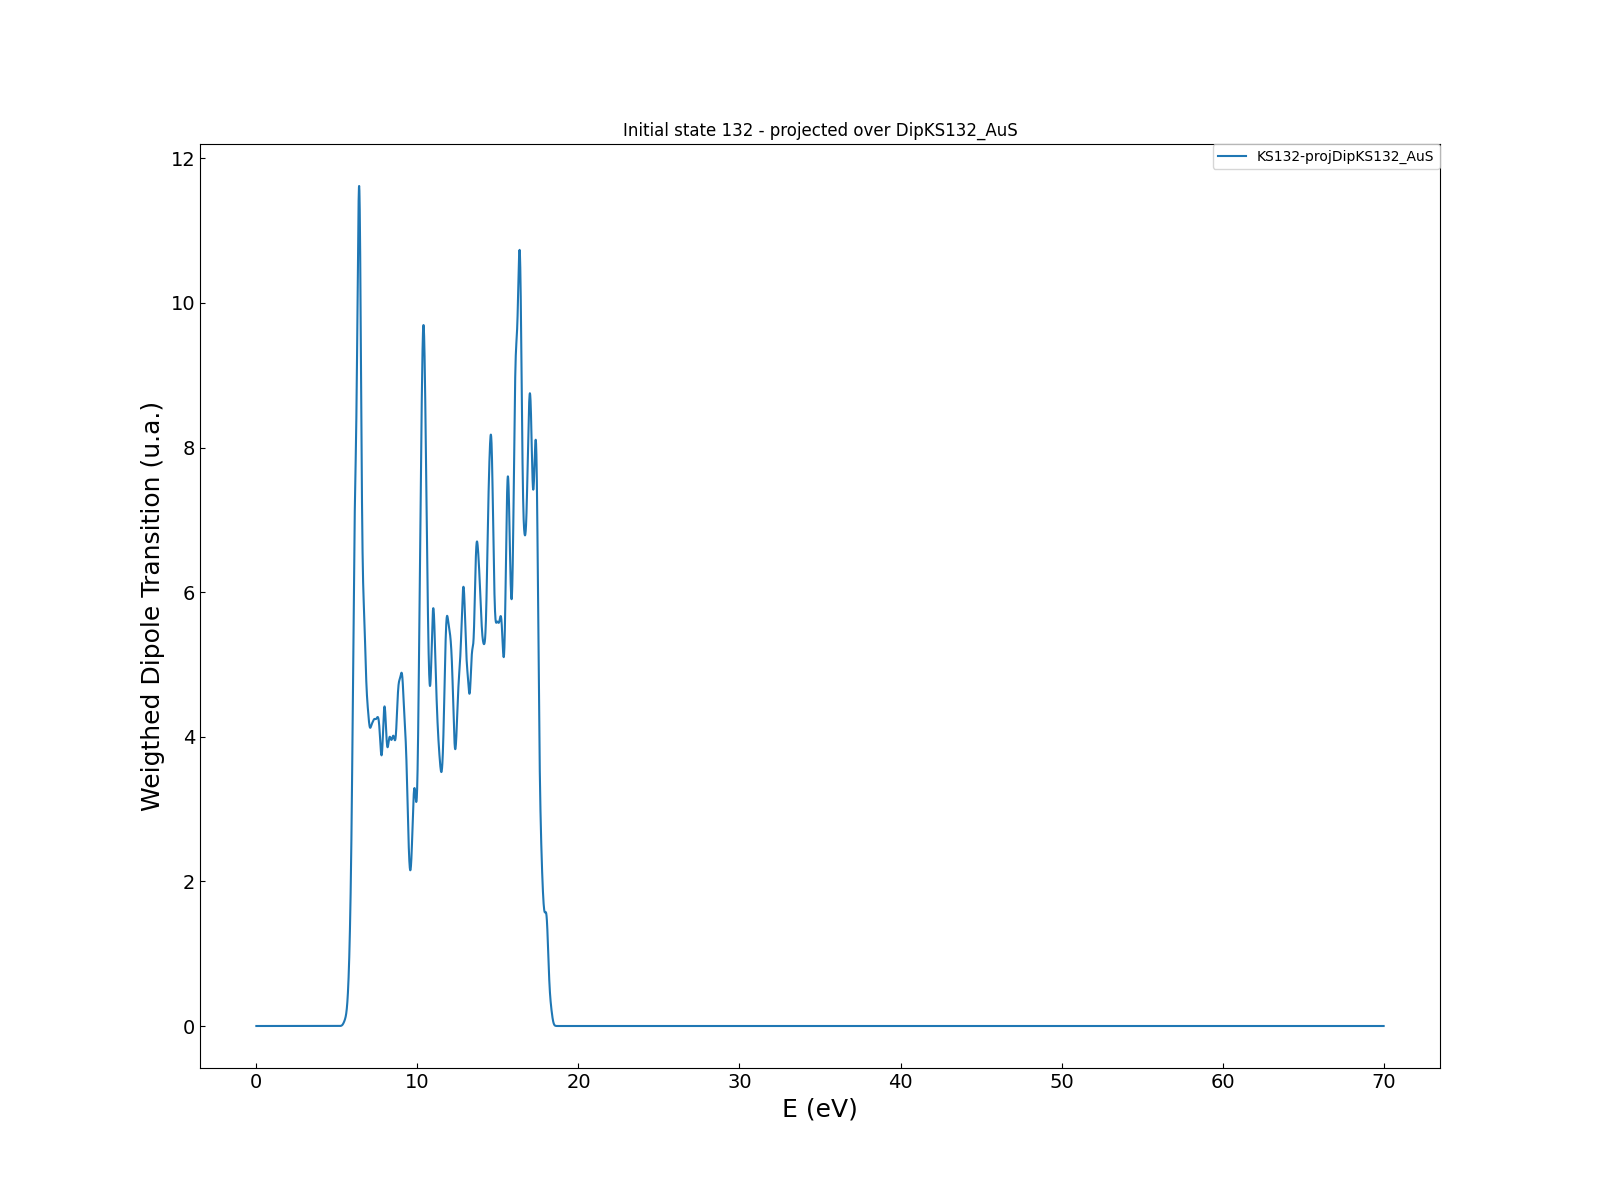 Initial state 132 - projected over DipKS132_AuS
KS132-projDipKS132_AuS
12
10
8
6
4
2
0
Weigthed Dipole Transition (u.a.)
0 10 20 30 40 50 60 70
E (eV)